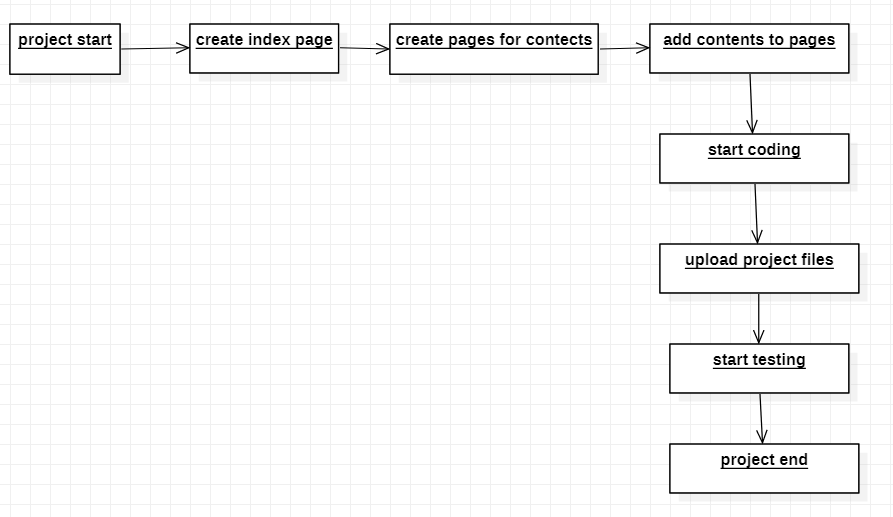 project start
create index page
create pages for contects
add contents to pages
start coding
upload project files
start testing
project end